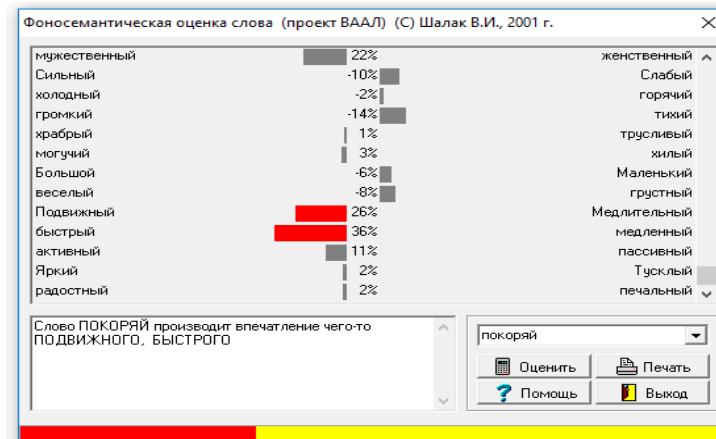 Фоносемантическая оценка слова (проект ВААЛ) (С) Шалак В.И., 2001 г.
мужественный 22% женственный
Сильный -10% Слабый
холодный -2% горячий
громкий -14% тихий
храбрый 1% трусливый
могучий 3% хилый
Большой -6% Маленький
веселый -8% грустный
Подвижный 26% Медлительный
быстрый 36% медленный
активный 11% пассивный
Яркий 2% Тусклый
радостный 2% печальный
Слово ПОКОРЯЙ производит впечатление чего-то
ПОДВИЖНОГО, БЫСТРОГО
покоряй
Оценить Печать
Помощь Выход